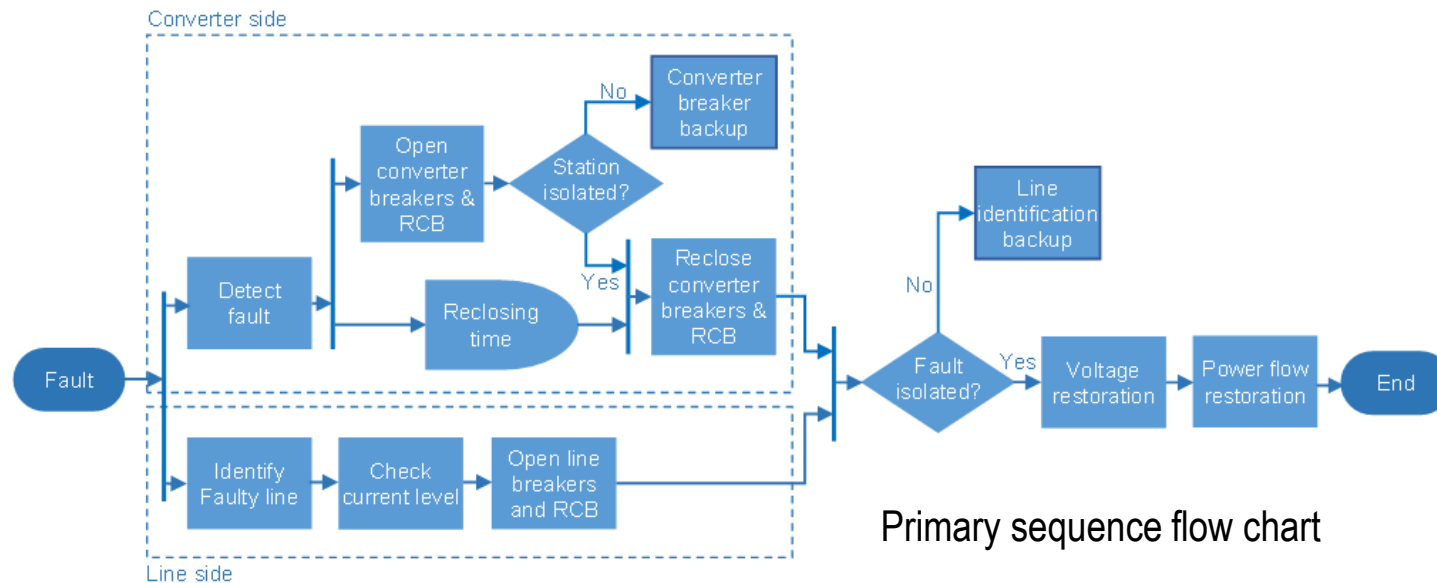 Converter side
Converter
breaker
backup
No
Open
converter
breakers &
RCB
Station
isolated?
Yes
Detect
fault
Reclosing
time
Reclose
converter
breakers &
RCB
Fault
Identify
Faulty line
Check
current level
Open line
breakers
and RCB
Line side
Line
identification
backup
No
Fault
isolated?
Yes
Voltage
restoration
Power flow
restoration
End
Primary sequence flow chart